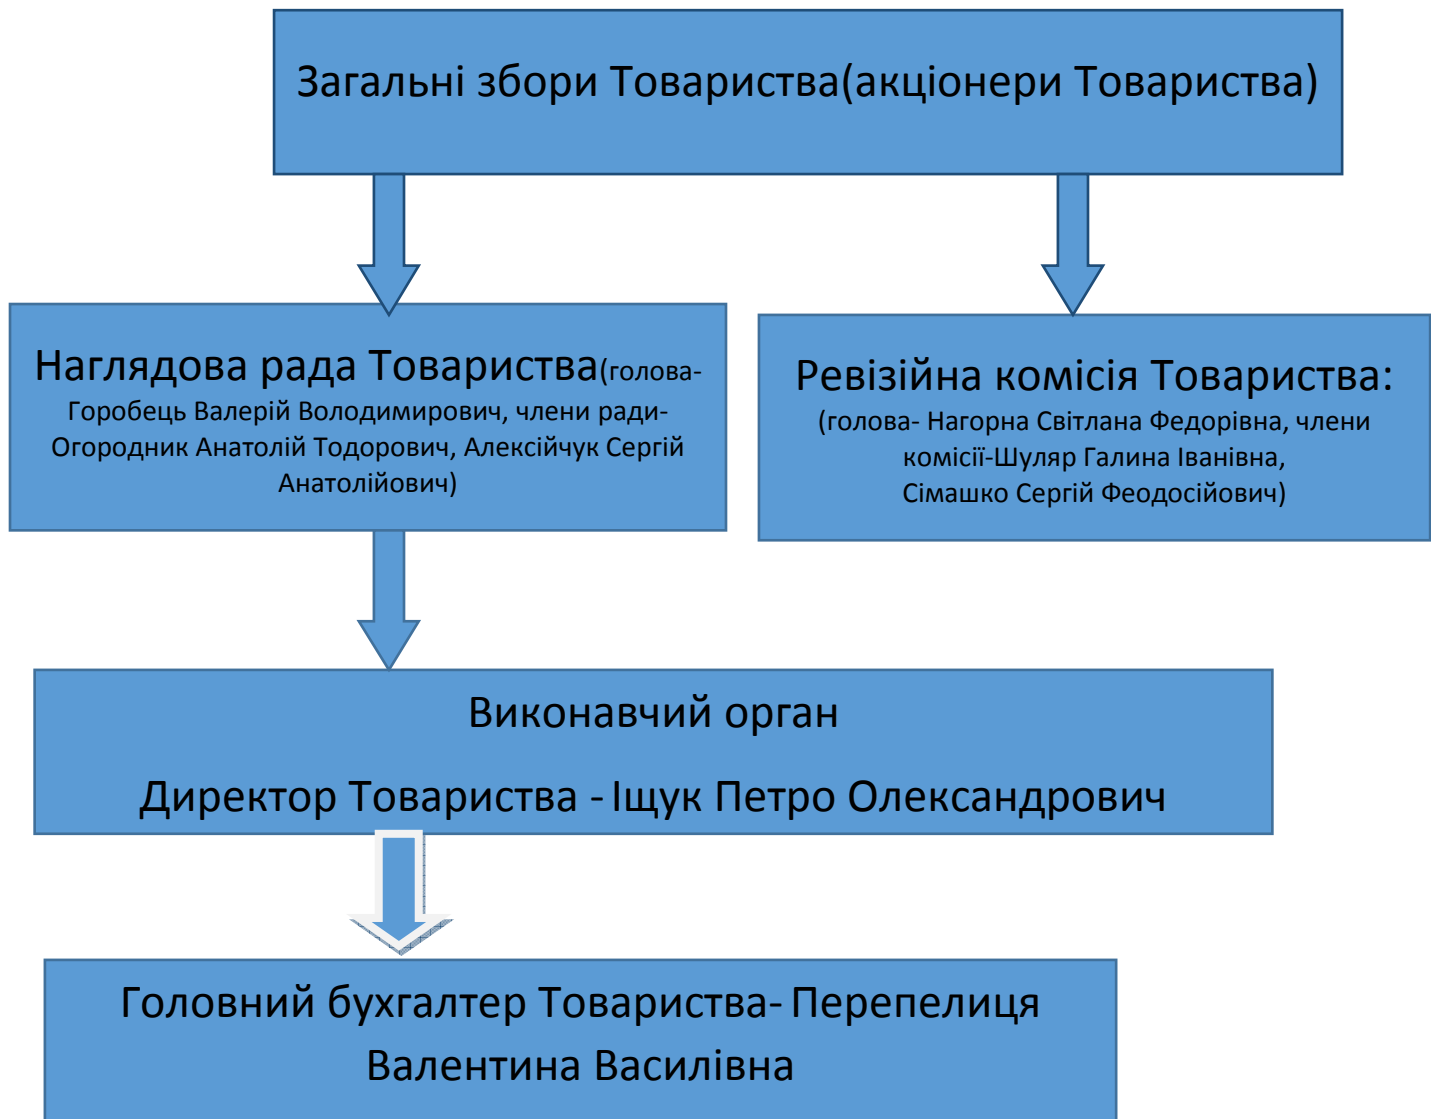 Загальні збори Товариства(акціонери Товариства)
Наглядова рада Товариства(голова-
Горобець Валерій Володимирович, члени ради-
Огородник Анатолій Тодорович, Алексійчук Сергій
Анатолійович)
Ревізійна комісія Товариства:
(голова- Нагорна Світлана Федорівна, члени
комісії-Шуляр Галина Іванівна,
Сімашко Сергій Феодосійович)
Виконавчий орган
Директор Товариства - Іщук Петро Олександрович
Головний бухгалтер Товариства- Перепелиця
Валентина Василівна